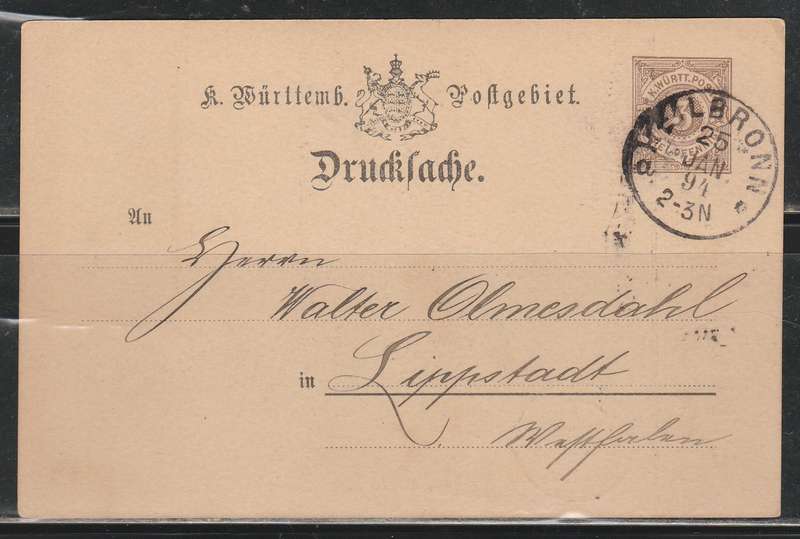 K. Württemb. Postgebiet.
K. WÜRTT. POST
HEILBRONN
25
JAN
94
2-3N
Drucksache.
An
Herrn
Walter Olmesdahl
in Lippstadt
Westfalen